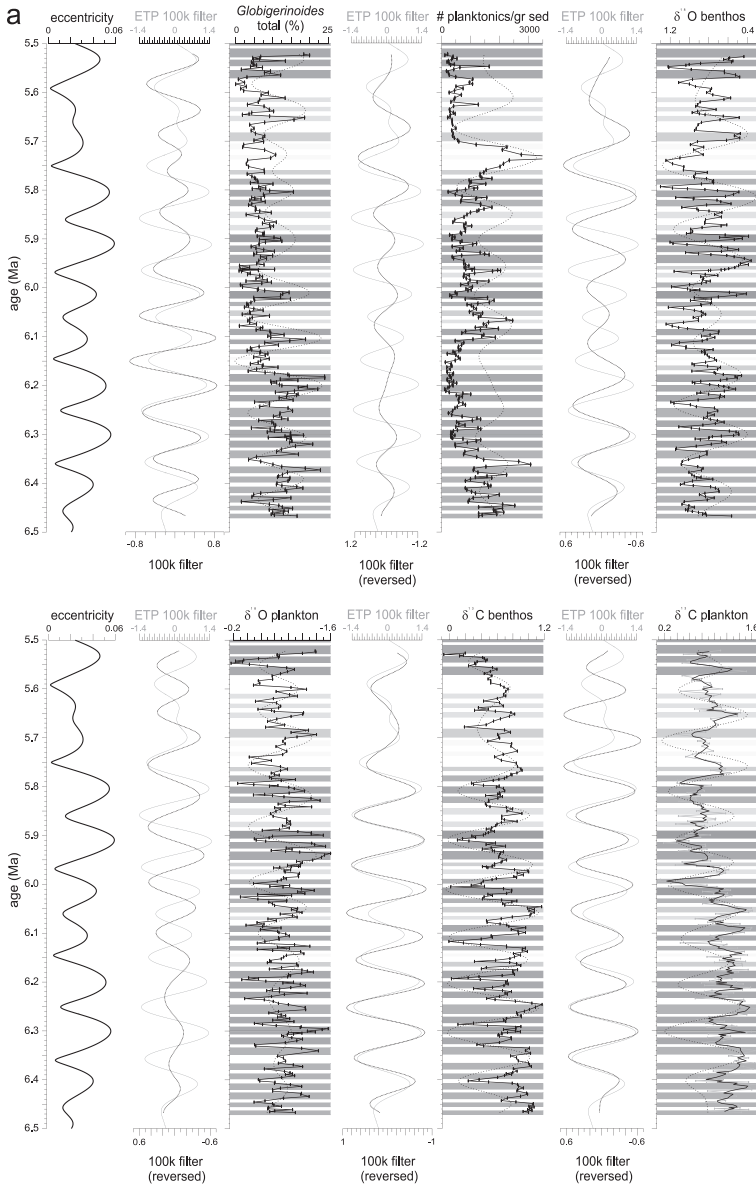 a
eccentricity
0 0.06
ETP 100k filter
-1.4 0 1.4
Globigerinoides
total (%)
0 25
ETP 100k filter
-1.4 0 1.4
# planktonics/gr sed
0 3000
ETP 100k filter
-1.4 0 1.4
δ18O benthos
1.2 0.4
5.5
5.6
5.7
5.8
5.9
6.0
6.1
6.2
6.3
6.4
6.5
age (Ma)
-0.8 0.8
100k filter
1.2 -1.2
100k filter
(reversed)
0.6 -0.6
100k filter
(reversed)
eccentricity
0 0.06
ETP 100k filter
-1.4 0 1.4
δ18O plankton
-0.2 -1.6
ETP 100k filter
-1.4 0 1.4
δ13C benthos
0 1.2
ETP 100k filter
-1.4 0 1.4
δ13C plankton
0.2 1.6
5.5
5.6
5.7
5.8
5.9
6.0
6.1
6.2
6.3
6.4
6.5
age (Ma)
0.6 -0.6
100k filter
(reversed)
1 -1
100k filter
(reversed)
0.6 -0.6
100k filter
(reversed)